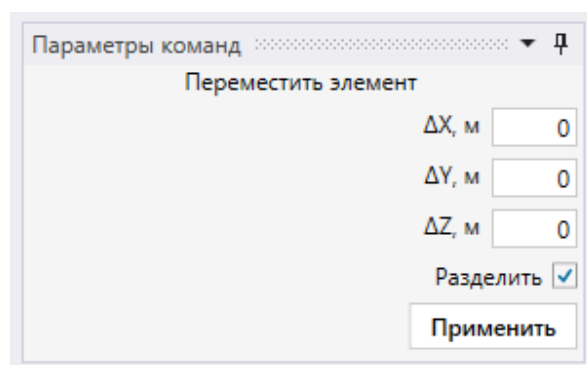 Параметры команд
Переместить элемент
ΔX, м 0
ΔY, м 0
ΔZ, м 0
Разделить
Применить